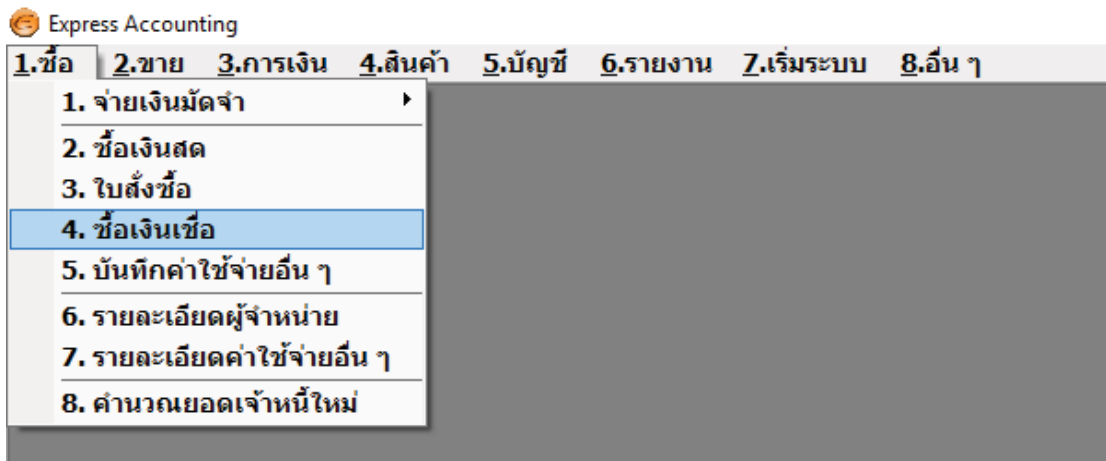 Express Accounting
1.ซื้อ 2.ขาย 3.การเงิน 4.สินค้า 5.บัญชี 6.รายงาน 7.เริ่มระบบ 8.อื่น ๆ
1. จ่ายเงินมัดจำ
2. ซื้อเงินสด
3. ใบสั่งซื้อ
4. ซื้อเงินเชื่อ
5. บันทึกค่าใช้จ่ายอื่น ๆ
6. รายละเอียดผู้จำหน่าย
7. รายละเอียดค่าใช้จ่ายอื่น ๆ
8. คำนวณยอดเจ้าหนี้ใหม่